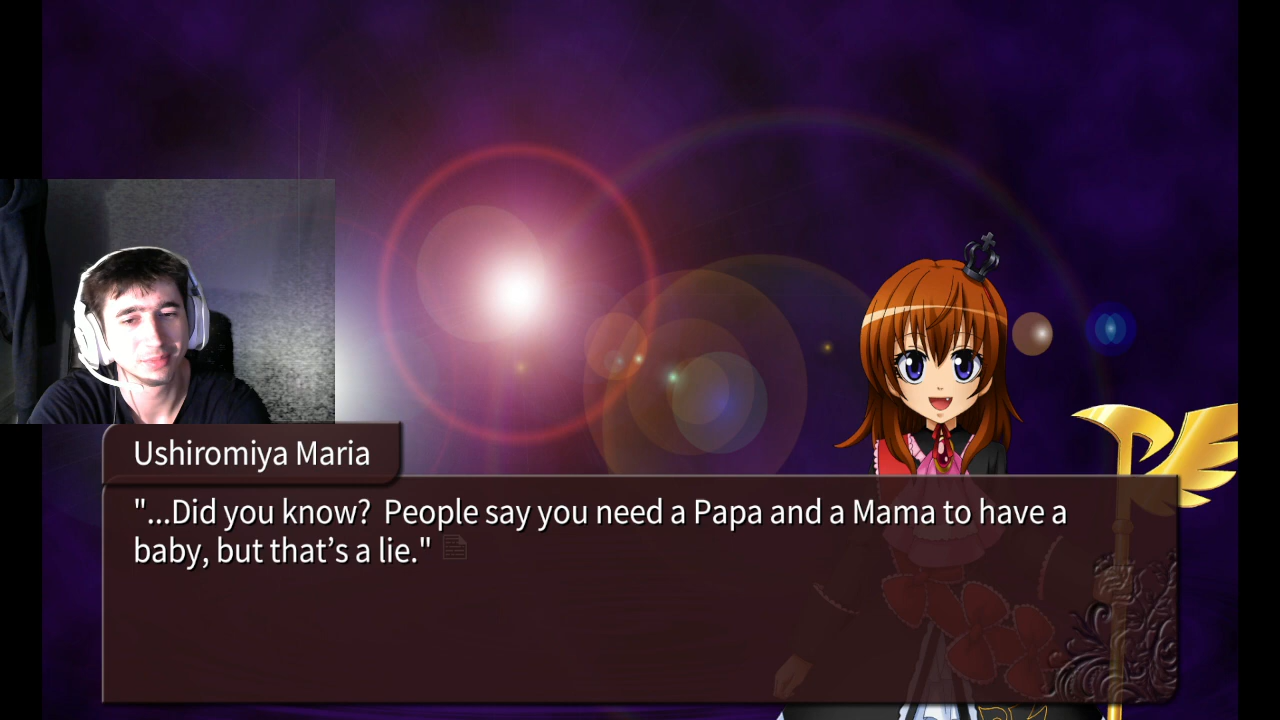 Ushiromiya Maria
"...Did you know?  People say you need a Papa and a Mama to have a
baby, but that’s a lie."